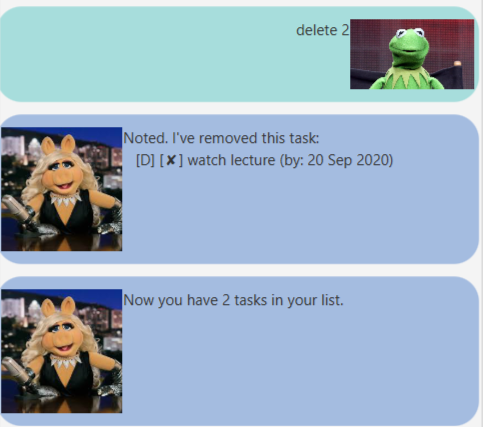 delete 2
Noted. I've removed this task:
[D] [✘] watch lecture (by: 20 Sep 2020)
Now you have 2 tasks in your list.